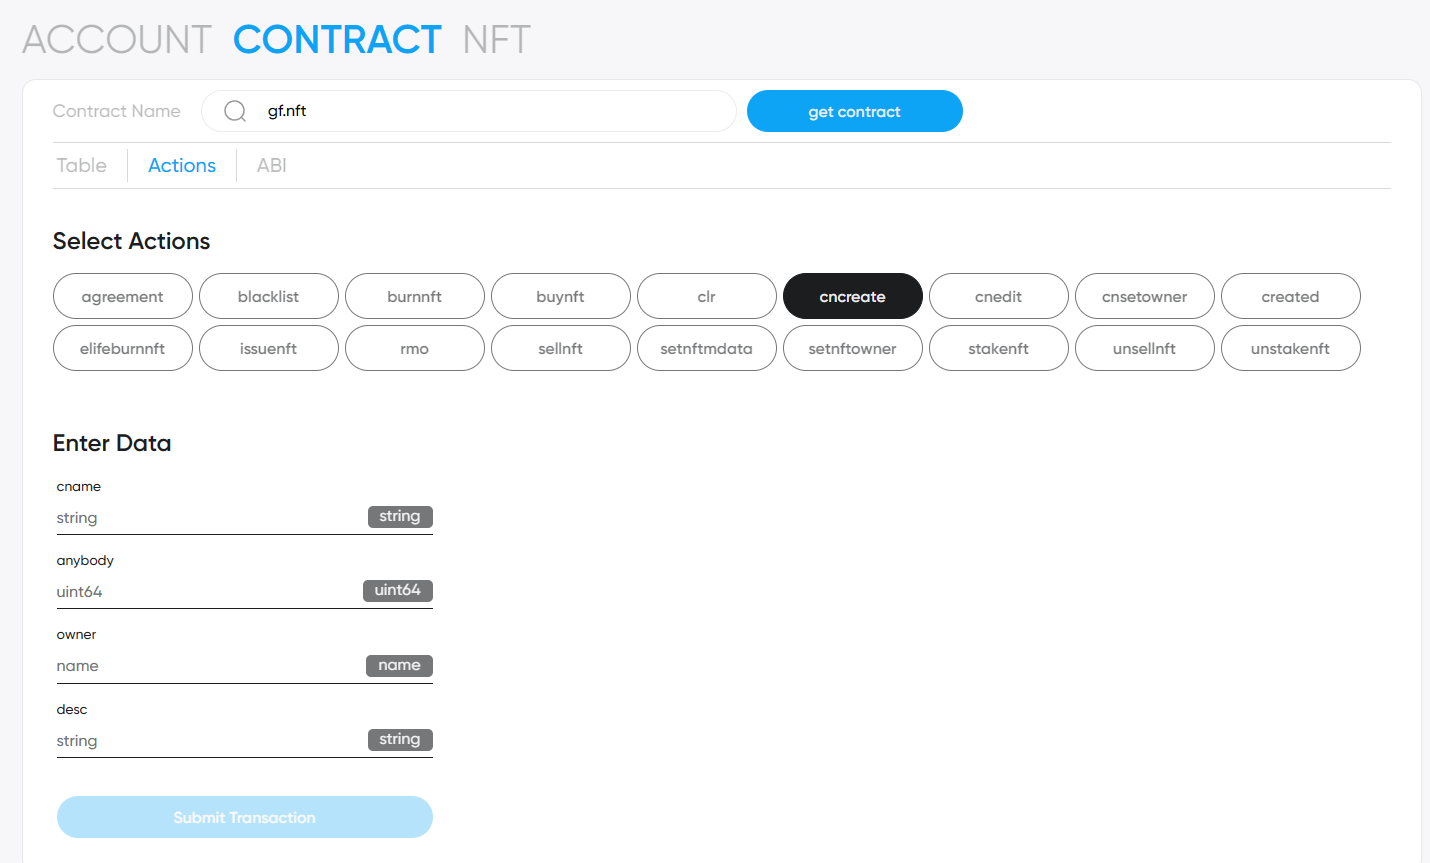 ACCOUNT CONTRACT NFT
Contract Name gf.nft get contract
Table Actions ABI
Select Actions
agreement blacklist burnnft buynft clr cncreate cnedit cnsetowner created
elifeburnnft issuenft rmo sellnft setnftmdata setnftowner stakenft unsellnft unstakenft
Enter Data
cname
string string
anybody
uint64 uint64
owner
name name
desc
string string
Submit Transaction